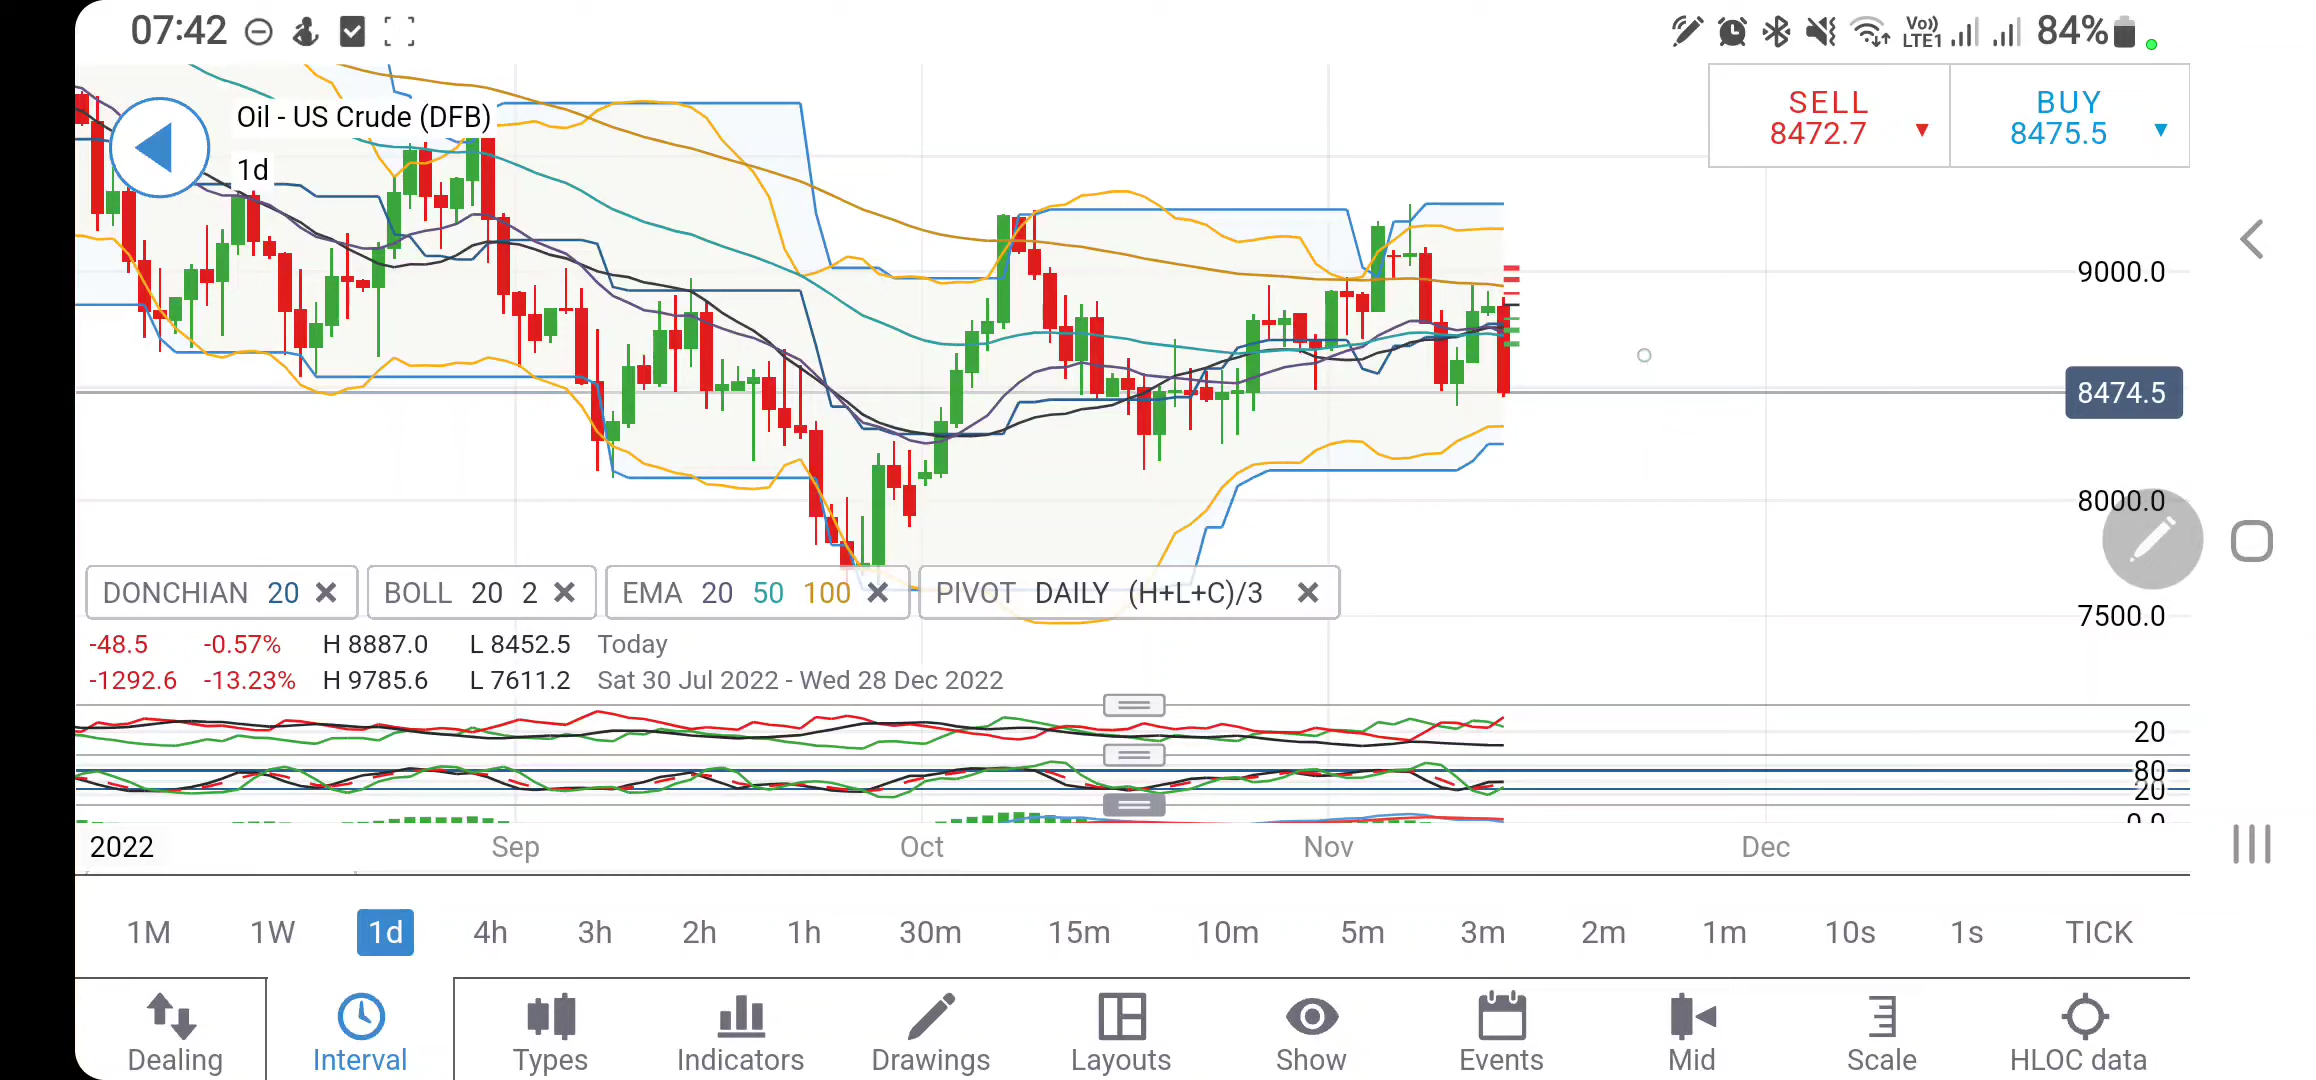 07:42
Vo)) LTE1
84%
Oil - US Crude (DFB)
1d
SELL
8472.7
BUY
8475.5
9000.0
8474.5
8000.0
7500.0
DONCHIAN 20
BOLL 20 2
EMA 20 50 100
PIVOT DAILY (H+L+C)/3
-48.5 -0.57% H 8887.0 L 8452.5 Today
-1292.6 -13.23% H 9785.6 L 7611.2 Sat 30 Jul 2022 - Wed 28 Dec 2022
20
80
20
0.0
2022 Sep Oct Nov Dec
1M 1W 1d 4h 3h 2h 1h 30m 15m 10m 5m 3m 2m 1m 10s 1s TICK
Dealing Interval Types Indicators Drawings Layouts Show Events Mid Scale HLOC data